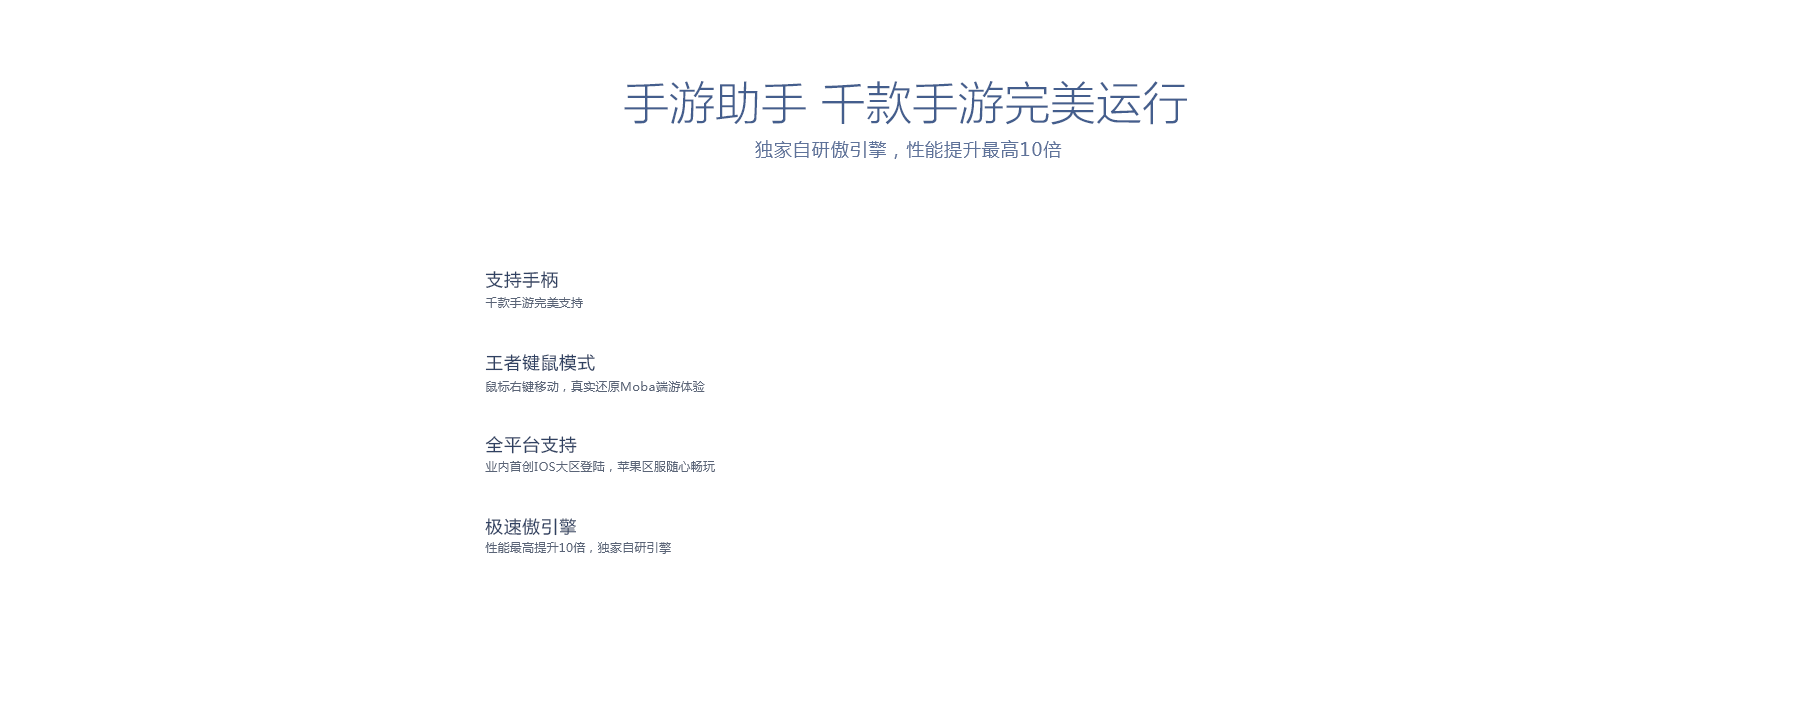 手游助手 千款手游完美运行
独家自研傲引擎，性能提升最高10倍
支持手柄
千款手游完美支持
王者键鼠模式
鼠标右键移动，真实还原Moba端游体验
全平台支持
业内首创IOS大区登陆，苹果区服随心畅玩
极速傲引擎
性能最高提升10倍，独家自研引擎